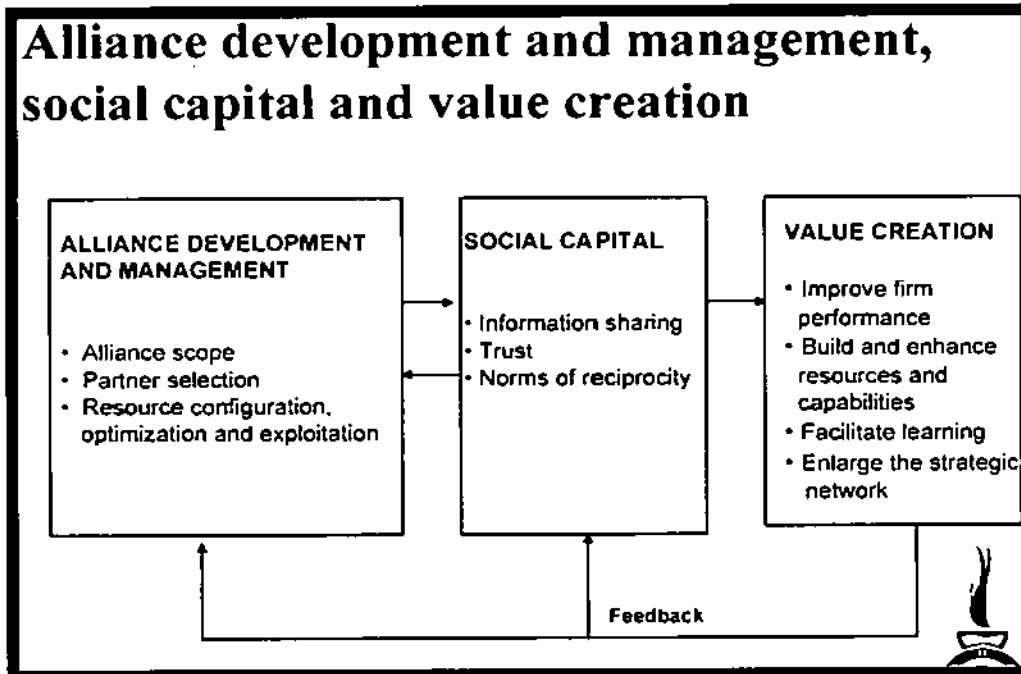 Alliance development and management,
social capital and value creation
ALLIANCE DEVELOPMENT
AND MANAGEMENT
• Alliance scope
• Partner selection
• Resource configuration,
optimization and exploitation
SOCIAL CAPITAL
• Information sharing
• Trust
• Norms of reciprocity
VALUE CREATION
• Improve firm
performance
• Build and enhance
resources and
capabilities
• Facilitate learning
• Enlarge the strategic
network
Feedback